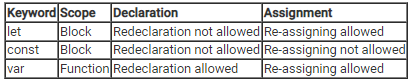 Keyword Scope Declaration Assignment
let Block Redeclaration not allowed Re-assigning allowed
const Block Redeclaration not allowed Re-assigning not allowed
var Function Redeclaration allowed Re-assigning allowed